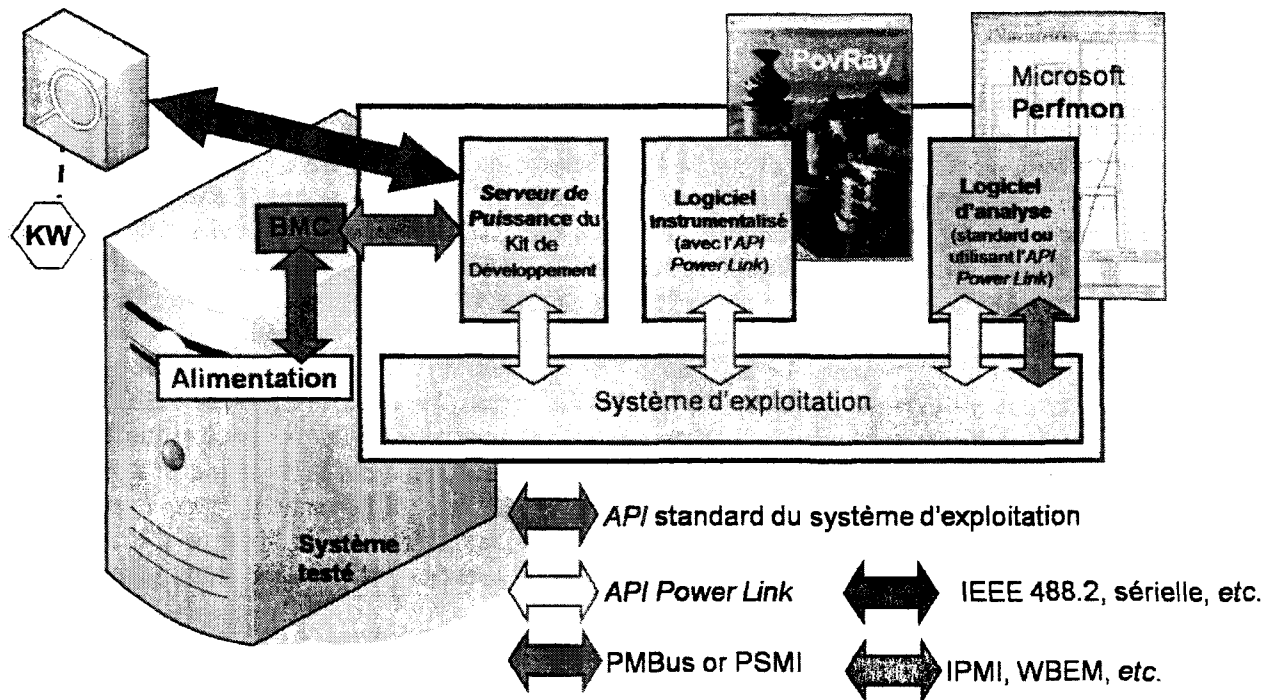 PovRay
Microsoft
Perfmon
KW
BMC
Serveur de
Puissance du
Kit de
Développement
Logiciel
Instrumentalisé
(avec l'API
Power Link)
Logiciel
d'analyse
(standard ou
utilisant l'API
Power Link)
Alimentation
Système d'exploitation
Système
testé
API standard du système d'exploitation
API Power Link
IEEE 488.2, sérielle, etc.
PMBus or PSMI
IPMI, WBEM, etc.